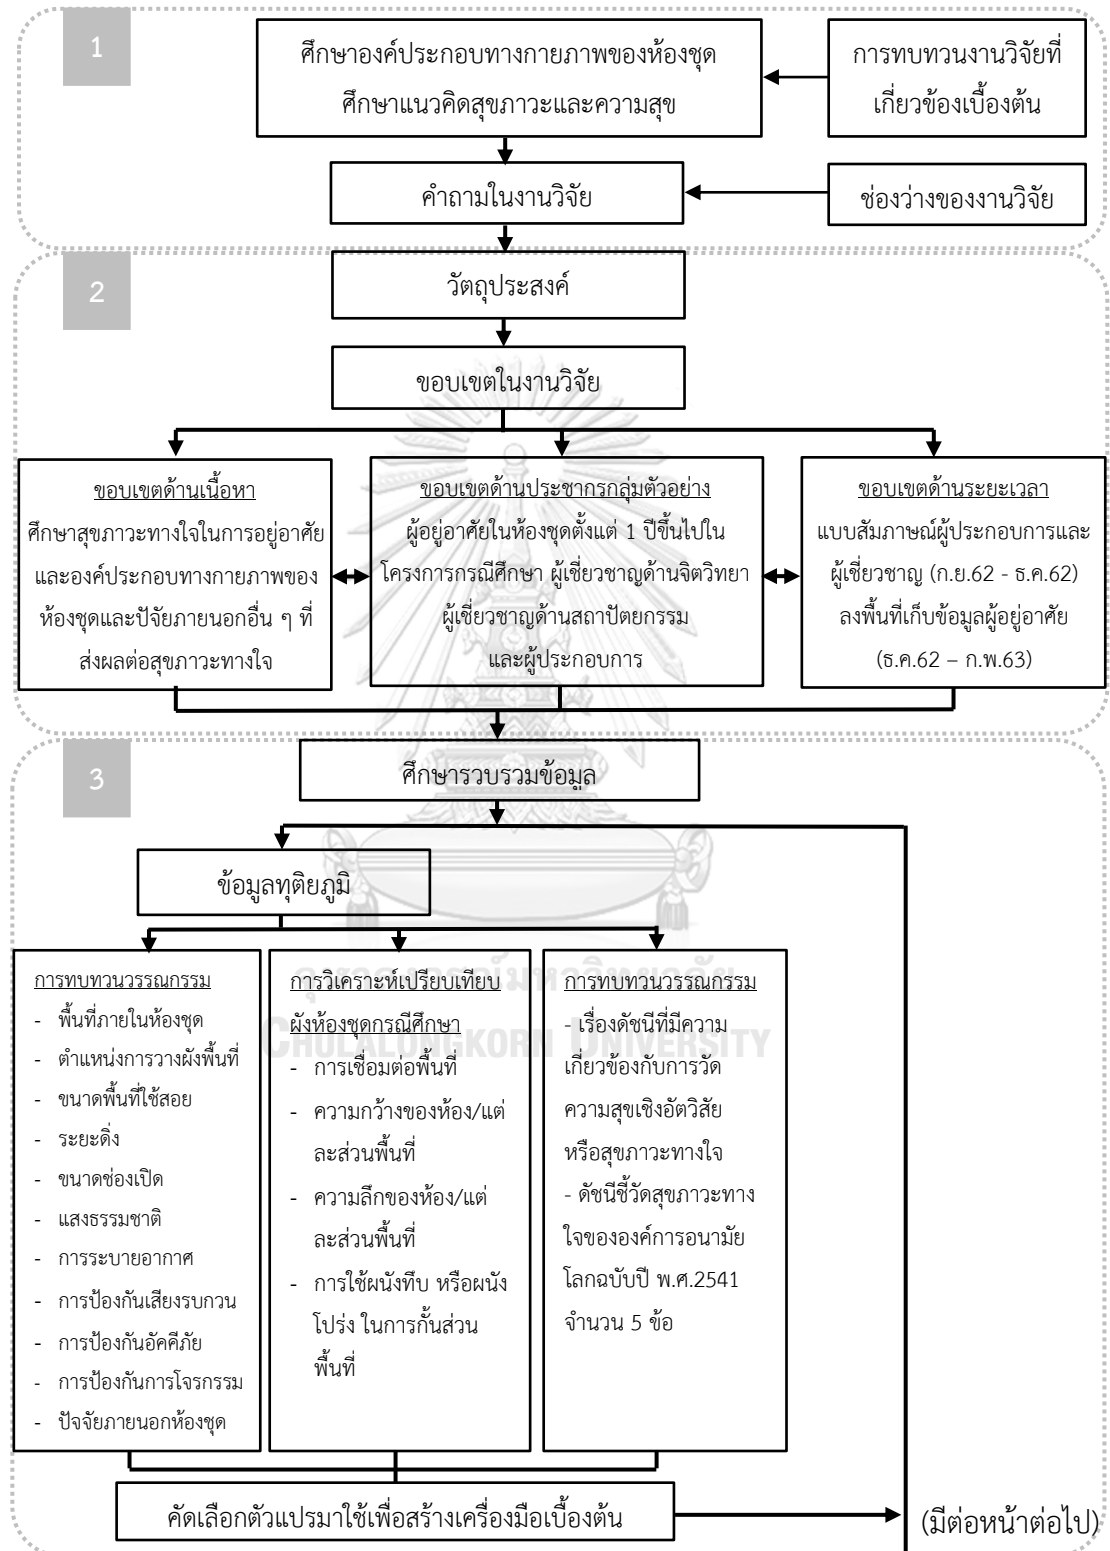 1
ศึกษาองค์ประกอบทางกายภาพของห้องชุด
ศึกษาแนวคิดสุขภาวะและความสุข
การทบทวนงานวิจัยที่
เกี่ยวข้องเบื้องต้น
คำถามในงานวิจัย
ช่องว่างของงานวิจัย
2
วัตถุประสงค์
ขอบเขตในงานวิจัย
ขอบเขตด้านเนื้อหา
ศึกษาสุขภาวะทางใจในการอยู่อาศัย
และองค์ประกอบทางกายภาพของ
ห้องชุดและปัจจัยภายนอกอื่น ๆ ที่
ส่งผลต่อสุขภาวะทางใจ
ขอบเขตด้านประชากรกลุ่มตัวอย่าง
ผู้อยู่อาศัยในห้องชุดตั้งแต่ 1 ปีขึ้นไปใน
โครงการกรณีศึกษา ผู้เชี่ยวชาญด้านจิตวิทยา
ผู้เชี่ยวชาญด้านสถาปัตยกรรม
และผู้ประกอบการ
ขอบเขตด้านระยะเวลา
แบบสัมภาษณ์ผู้ประกอบการและ
ผู้เชี่ยวชาญ (ก.ย.62 - ธ.ค.62)
ลงพื้นที่เก็บข้อมูลผู้อยู่อาศัย
(ธ.ค.62 – ก.พ.63)
3
ศึกษารวบรวมข้อมูล
ข้อมูลทุติยภูมิ
การทบทวนวรรณกรรม
- พื้นที่ภายในห้องชุด
- ตำแหน่งการวางผังพื้นที่
- ขนาดพื้นที่ใช้สอย
- ระยะดิ่ง
- ขนาดช่องเปิด
- แสงธรรมชาติ
- การระบายอากาศ
- การป้องกันเสียงรบกวน
- การป้องกันอัคคีภัย
- การป้องกันการโจรกรรม
- ปัจจัยภายนอกห้องชุด
การวิเคราะห์เปรียบเทียบ
ผังห้องชุดกรณีศึกษา
- การเชื่อมต่อพื้นที่
- ความกว้างของห้อง/แต่
ละส่วนพื้นที่
- ความลึกของห้อง/แต่
ละส่วนพื้นที่
- การใช้ผนังทึบ หรือผนัง
โปร่ง ในการกั้นส่วน
พื้นที่
การทบทวนวรรณกรรม
- เรื่องดัชนีที่มีความ
เกี่ยวข้องกับการวัด
ความสุขเชิงอัตวิสัย
หรือสุขภาวะทางใจ
- ดัชนีชี้วัดสุขภาวะทาง
ใจขององค์การอนามัย
โลกฉบับปี พ.ศ.2541
จำนวน 5 ข้อ
จุฬาลงกรณ์มหาวิทยาลัย
CHULALONGKORN UNIVERSITY
คัดเลือกตัวแปรมาใช้เพื่อสร้างเครื่องมือเบื้องต้น
(มีต่อหน้าต่อไป)